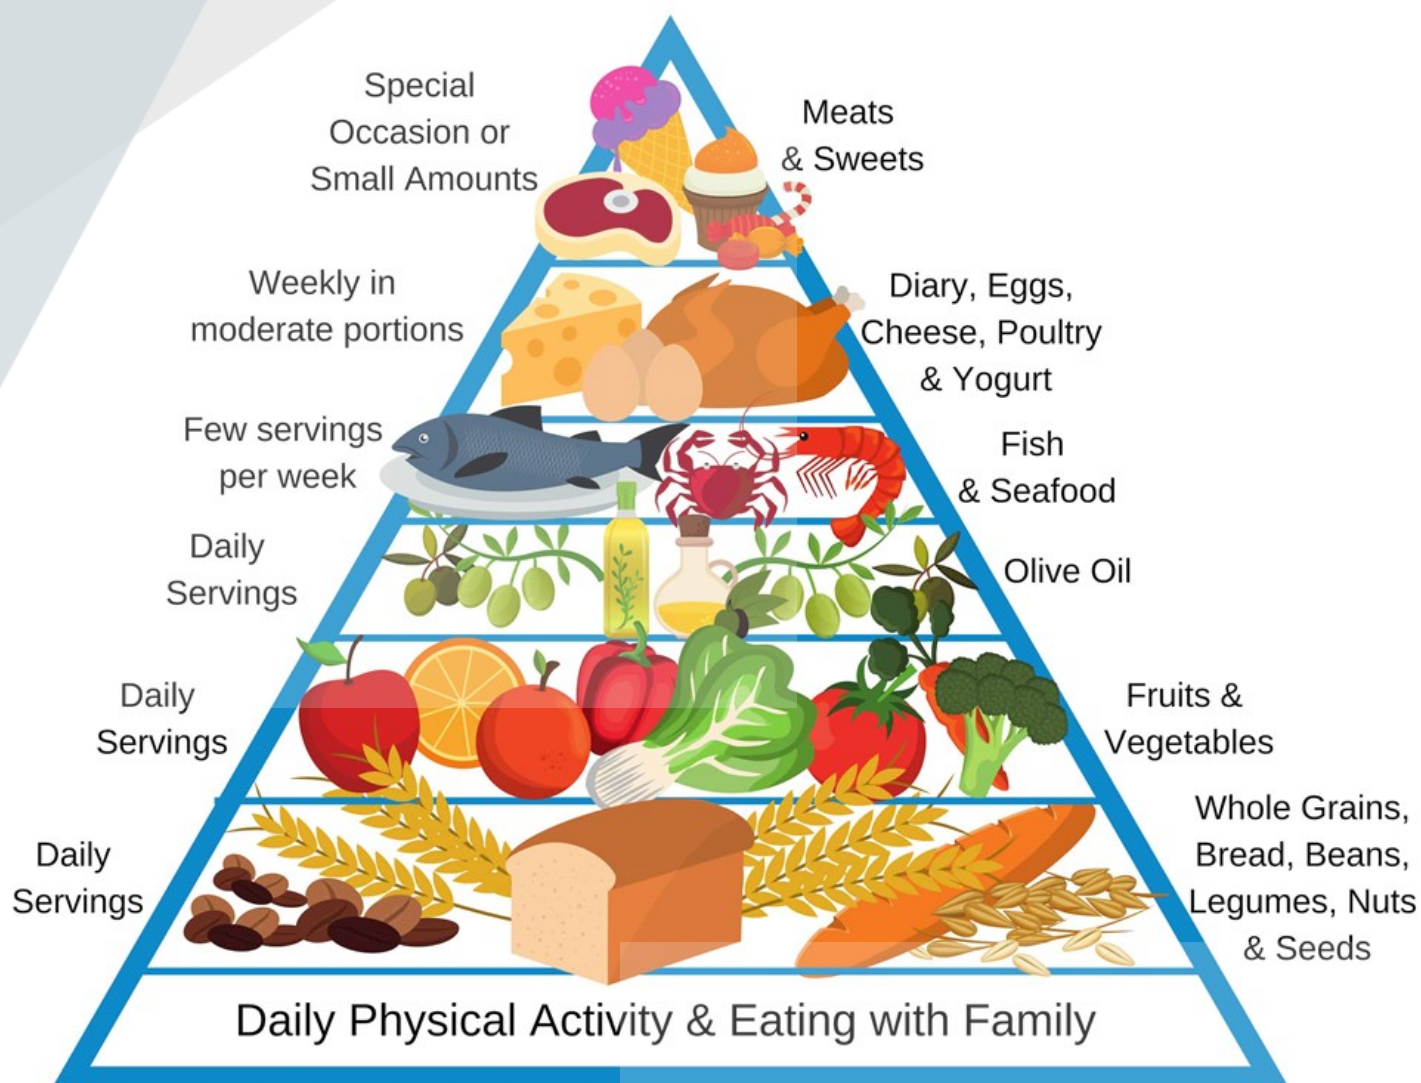 Special
Occasion or
Small Amounts
Meats
& Sweets
Weekly in
moderate portions
Diary, Eggs,
Cheese, Poultry
& Yogurt
Few servings
per week
Fish
& Seafood
Daily
Servings
Olive Oil
Daily
Servings
Fruits &
Vegetables
Daily
Servings
Whole Grains,
Bread, Beans,
Legumes, Nuts
& Seeds
Daily Physical Activity & Eating with Family